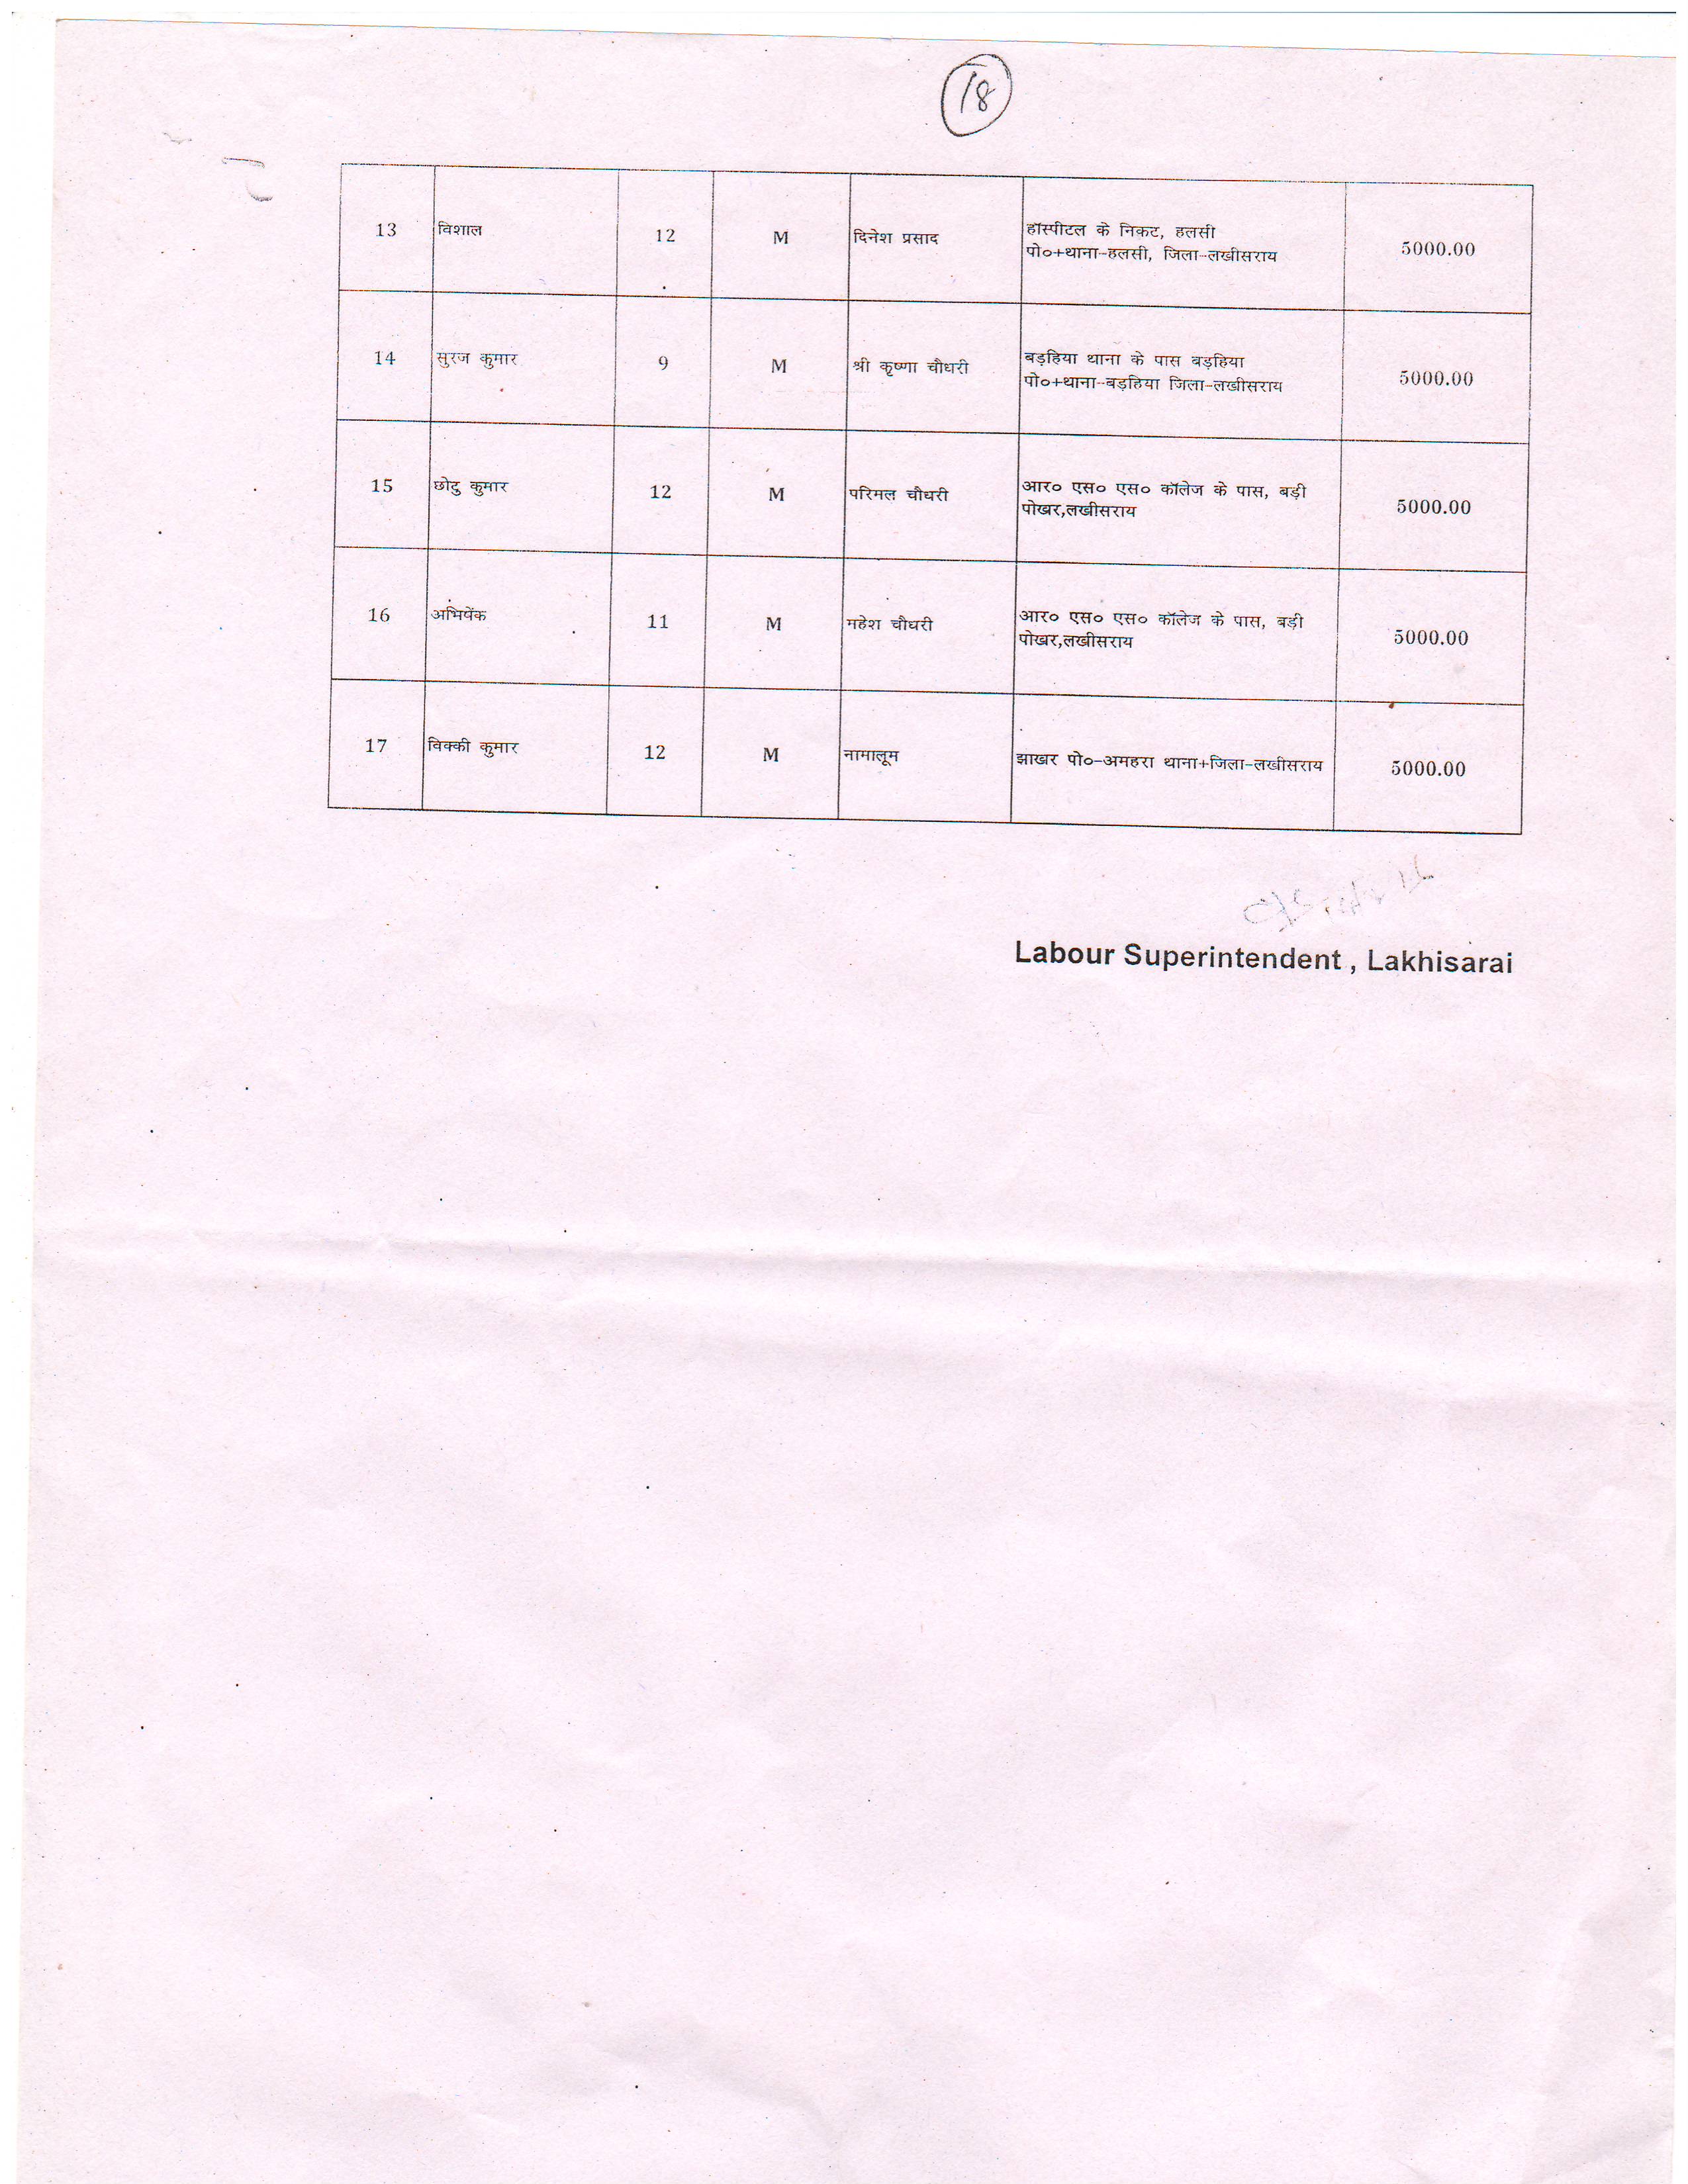 18
13 विशाल 12 M दिनेश प्रसाद हॉस्पीटल के निकट, हलसी
पो०+थाना-हलसी, जिला-लखीसराय 5000.00
14 सुरज कुमार 9 M श्री कृष्णा चौधरी बड़हिया थाना के पास बड़हिया
पो०+थाना-बड़हिया जिला-लखीसराय 5000.00
15 छोटु कुमार 12 M परिमल चौधरी आर० एस० एस० कॉलेज के पास, बड़ी
पोखर,लखीसराय 5000.00
16 अभिषेंक 11 M महेश चौधरी आर० एस० एस० कॉलेज के पास, बड़ी
पोखर,लखीसराय 5000.00
17 विक्की कुमार 12 M नामालूम झाखर पो०-अमहरा थाना+जिला-लखीसराय 5000.00
Labour Superintendent , Lakhisarai